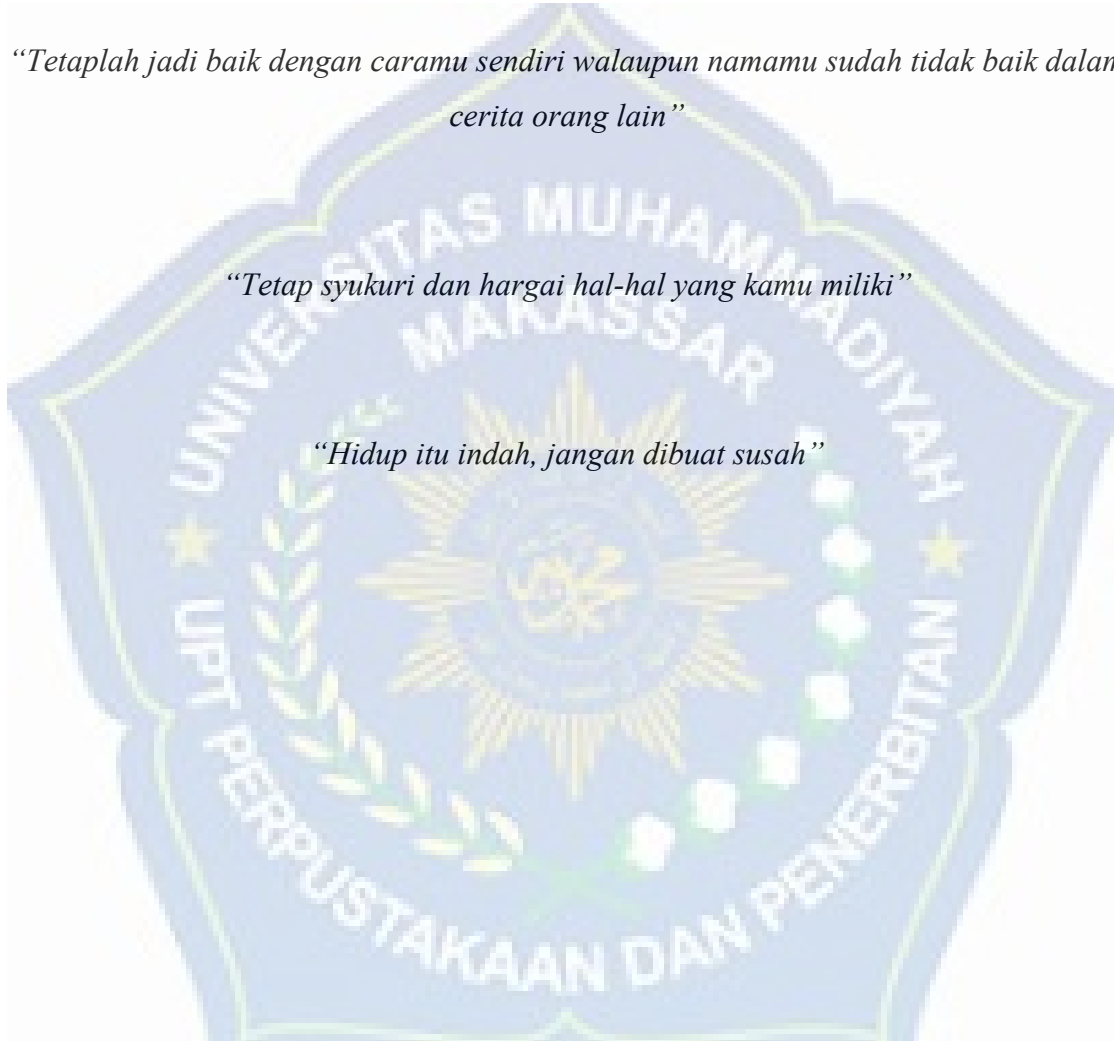 “Tetaplah jadi baik dengan caramu sendiri walaupun namamu sudah tidak baik dalam
cerita orang lain”
UNIVERSITAS MUHAMMADIYAH
“Tetap syukuri dan hargai hal-hal yang kamu miliki”
MAKASSAR
“Hidup itu indah, jangan dibuat susah”
UPT PERPUSTAKAAN DAN PENERBITAN